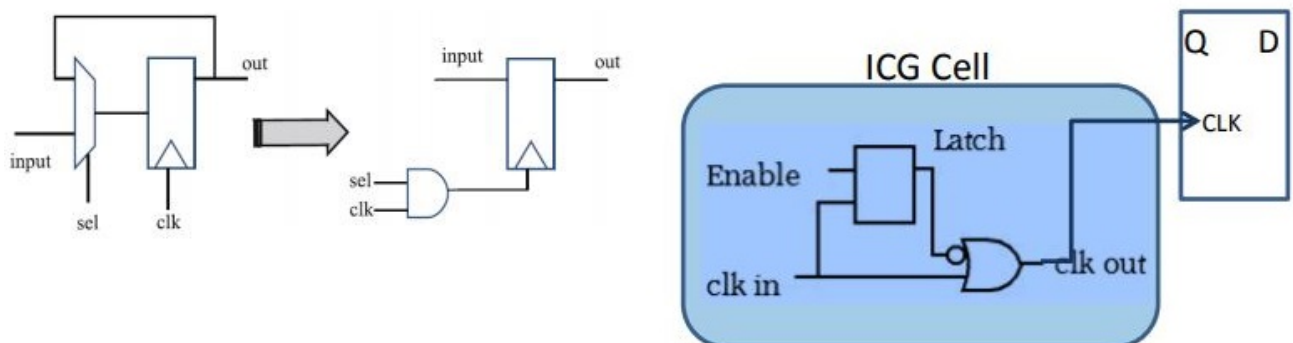 out
input
sel
clk
input
out
sel
clk
ICG Cell
Enable
Latch
clk in
clk out
Q D
CLK